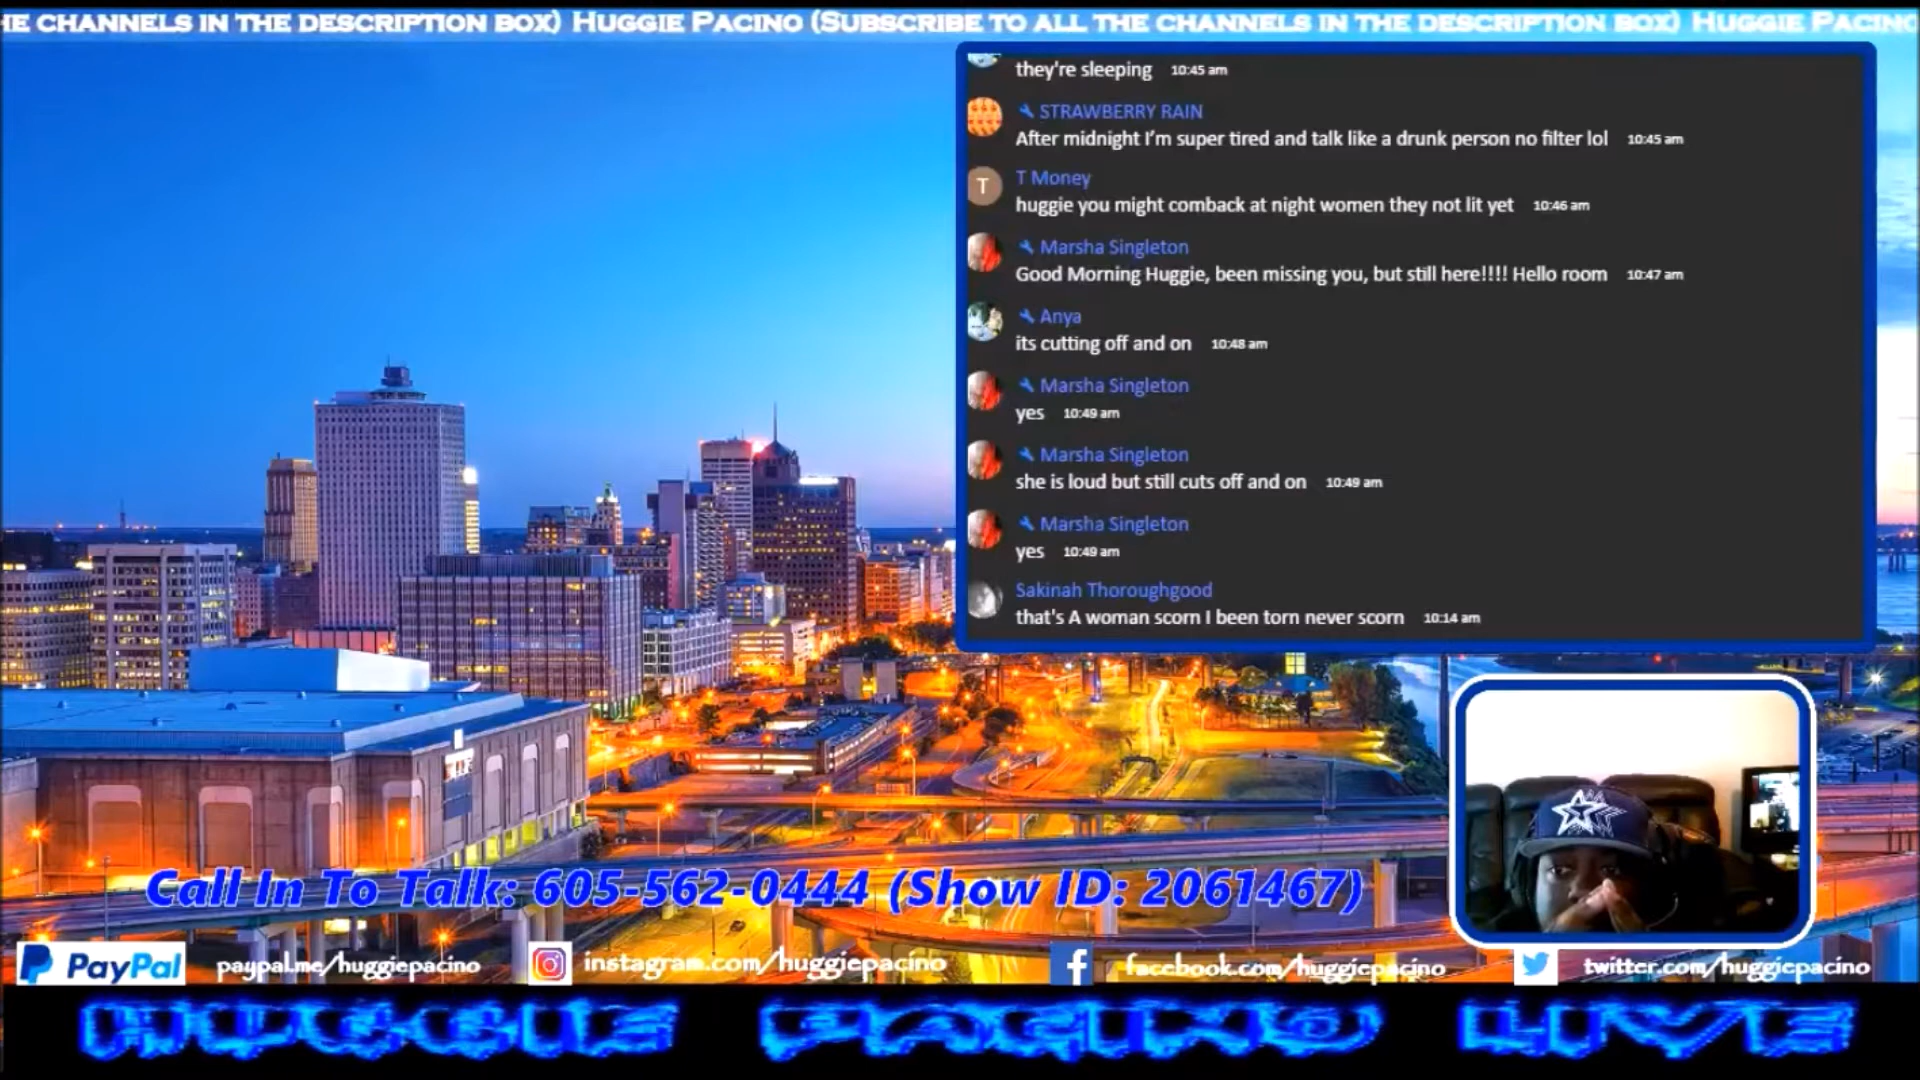 HE CHANNELS IN THE DESCRIPTION BOX) HUGGIE PACINO (SUBSCRIBE TO ALL THE CHANNELS IN THE DESCRIPTION BOX) HUGGIE PACINO
they're sleeping 10:45 am
STRAWBERRY RAIN
After midnight I'm super tired and talk like a drunk person no filter lol 10:45 am
T
T Money
huggie you might comback at night women they not lit yet 10:46 am
Marsha Singleton
Good Morning Huggie, been missing you, but still here!!!! Hello room 10:47 am
Anya
its cutting off and on 10:48 am
Marsha Singleton
yes 10:49 am
Marsha Singleton
she is loud but still cuts off and on 10:49 am
Marsha Singleton
yes 10:49 am
Sakinah Thoroughgood
that's A woman scorn I been torn never scorn 10:14 am
Call In To Talk: 605-562-0444 (Show ID: 2061467)
PayPal paypal.me/huggiepacino instagram.com/huggiepacino facebook.com/huggiepacino twitter.com/huggiepacino
HUGGIE PACINO LIVE